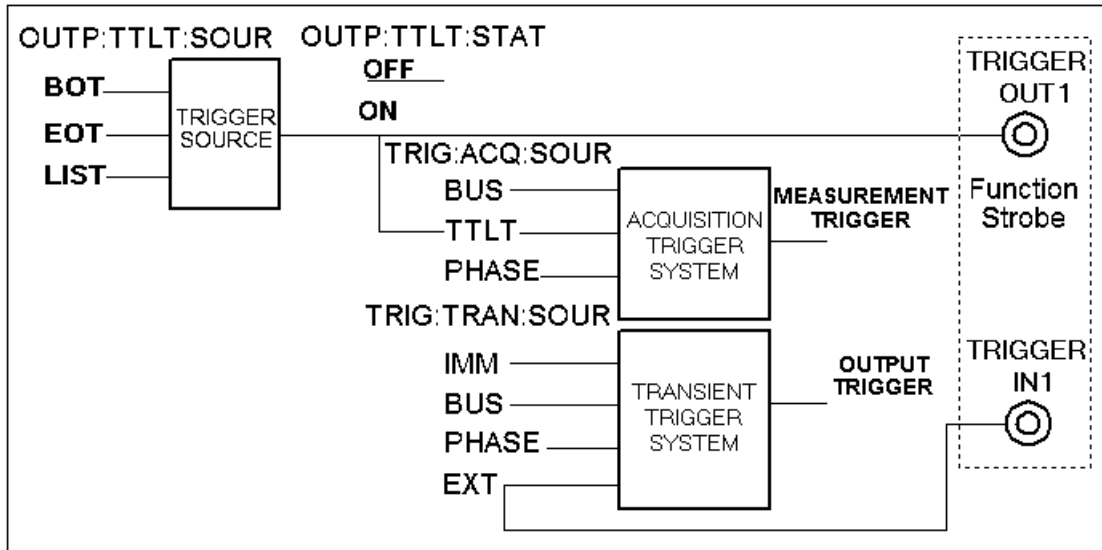 OUTP:TTLT:SOUR
BOT
EOT
LIST
TRIGGER
SOURCE
OUTP:TTLT:STAT
OFF
ON
TRIG:ACQ:SOUR
BUS
TTLT
PHASE
ACQUISITION
TRIGGER
SYSTEM
MEASUREMENT
TRIGGER
TRIG:TRAN:SOUR
IMM
BUS
PHASE
EXT
TRANSIENT
TRIGGER
SYSTEM
OUTPUT
TRIGGER
TRIGGER
OUT1
Function
Strobe
TRIGGER
IN1